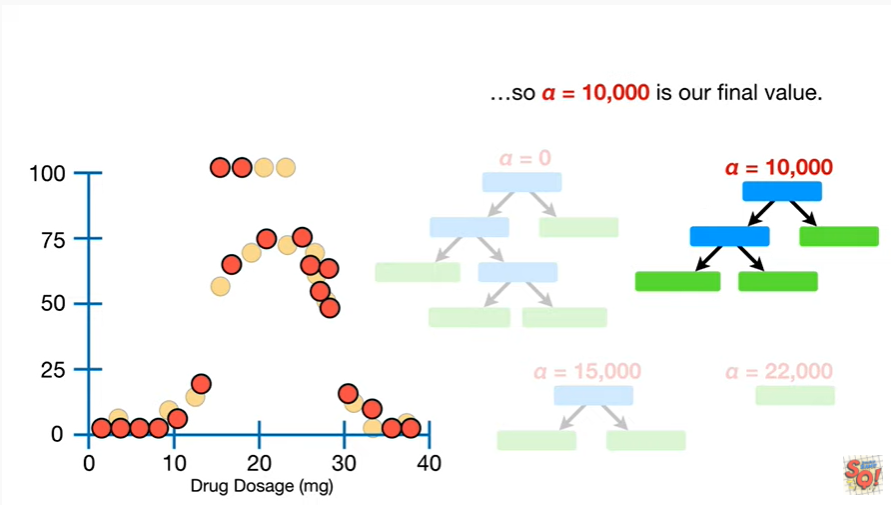 ...so α = 10,000 is our final value.
α = 0
α = 10,000
100
75
50
25
0
0 10 20 30 40
Drug Dosage (mg)
α = 15,000
α = 22,000
SQ!